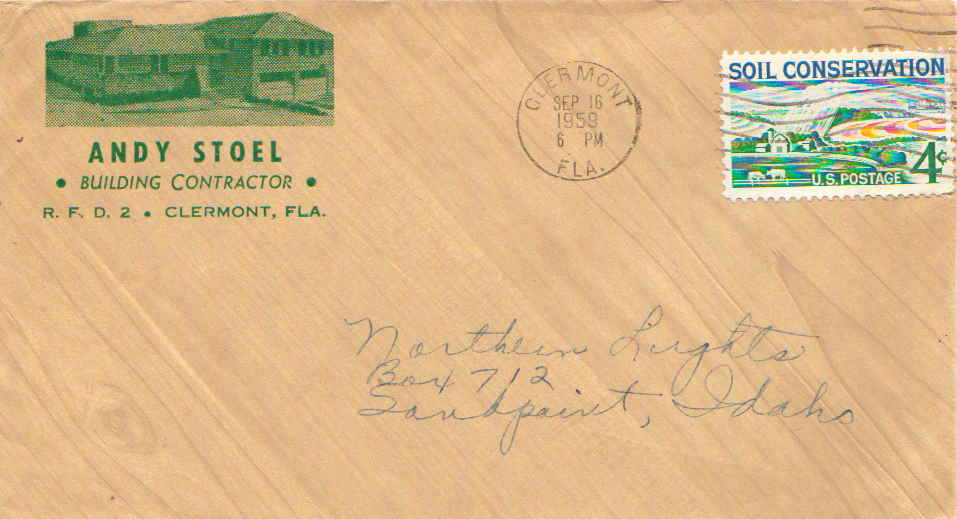 ANDY STOEL
• BUILDING CONTRACTOR •
R. F. D. 2 • CLERMONT, FLA.
CLERMONT
SEP 16
1959
6 PM
FLA.
SOIL CONSERVATION
4¢
U.S. POSTAGE
Northern Lights
Box 712
Sandpoint, Idaho